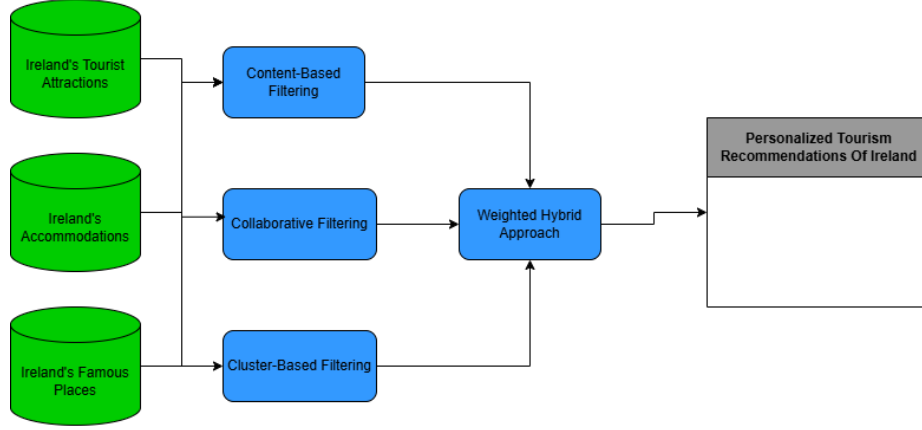 Ireland's Tourist
Attractions
Content-Based
Filtering
Personalized Tourism
Recommendations Of Ireland
Ireland's
Accommodations
Collaborative Filtering
Weighted Hybrid
Approach
Ireland's Famous
Places
Cluster-Based Filtering